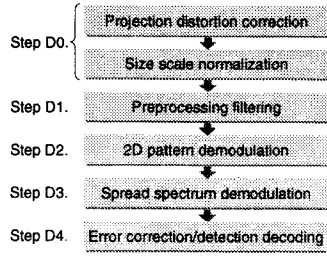 Projection distortion correction
Step D0.
Size scale normalization
Step D1. Preprocessing filtering
Step D2. 2D pattern demodulation
Step D3. Spread spectrum demodulation
Step D4. Error correction/detection decoding